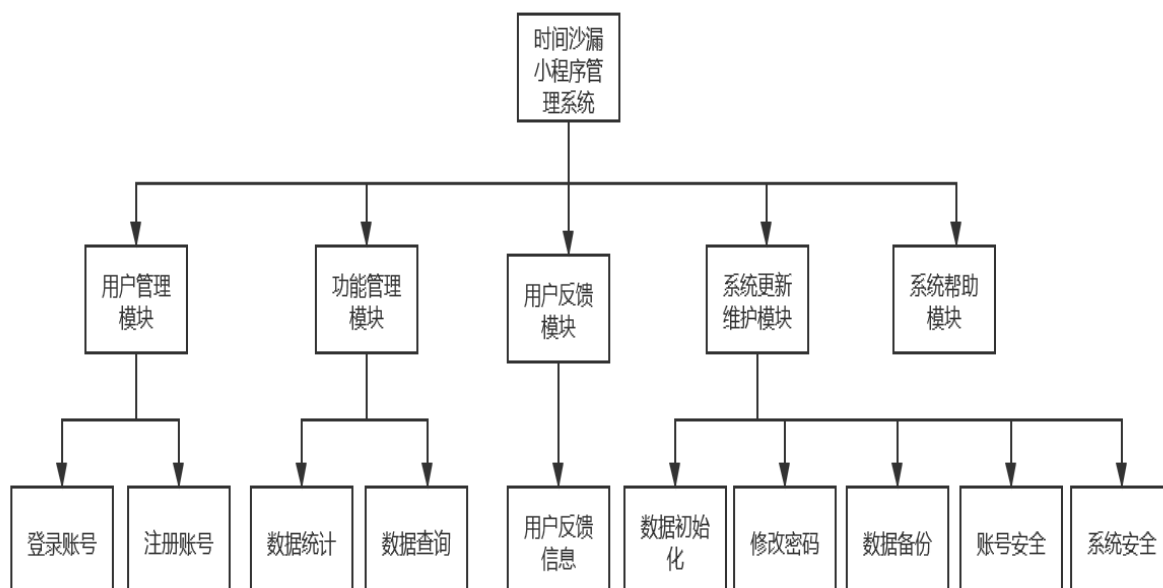 时间沙漏
小程序管
理系统
用户管理
模块
功能管理
模块
用户反馈
模块
系统更新
维护模块
系统帮助
模块
登录账号
注册账号
数据统计
数据查询
用户反馈
信息
数据初始
化
修改密码
数据备份
账号安全
系统安全